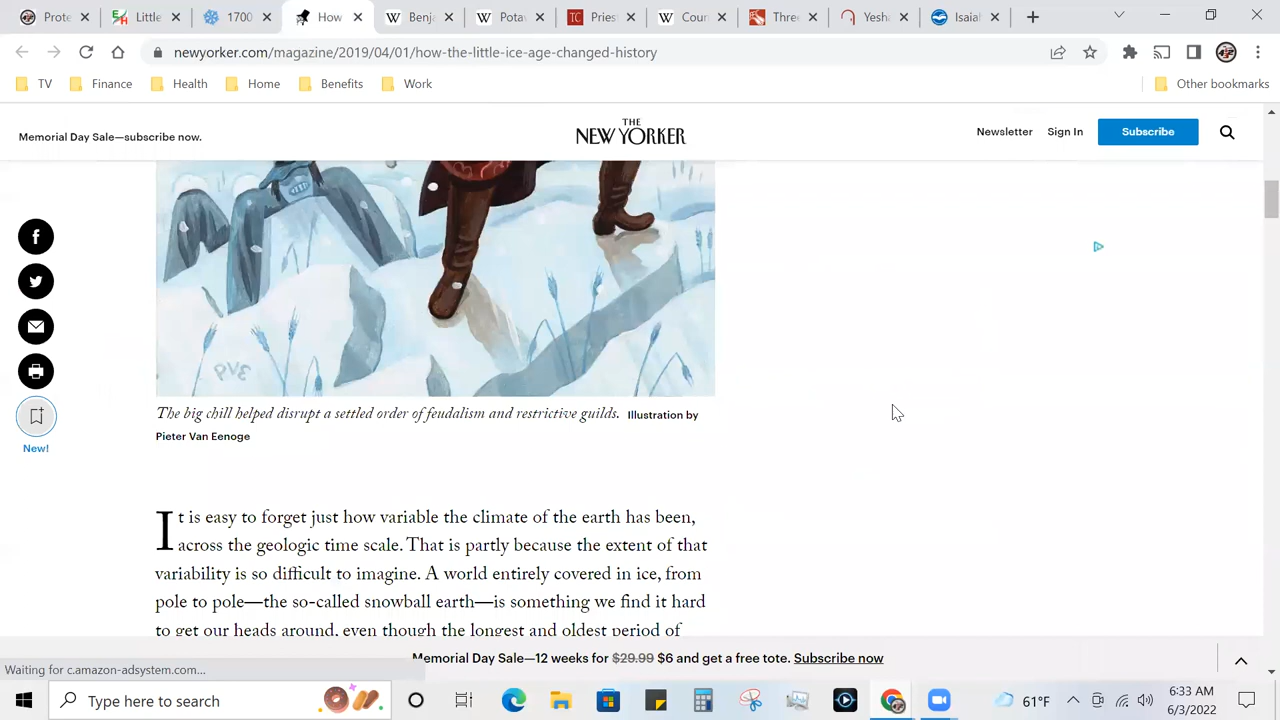 Prote
Little
1700
How
Benj
Pota
Pries
Coun
Three
Yesh
Isaiah
newyorker.com/magazine/2019/04/01/how-the-little-ice-age-changed-history
TV
Finance
Health
Home
Benefits
Work
Other bookmarks
Memorial Day Sale—subscribe now.
THE
NEW YORKER
Newsletter
Sign In
Subscribe
PVE
New!
The big chill helped disrupt a settled order of feudalism and restrictive guilds. Illustration by
Pieter Van Eenoge
It is easy to forget just how variable the climate of the earth has been,
across the geologic time scale. That is partly because the extent of that
variability is so difficult to imagine. A world entirely covered in ice, from
pole to pole—the so-called snowball earth—is something we find it hard
to get our heads around, even though the longest and oldest period of
Memorial Day Sale—12 weeks for $29.99 $6 and get a free tote. Subscribe now
Waiting for c.amazon-adsystem.com...
Type here to search
61°F
6:33 AM
6/3/2022